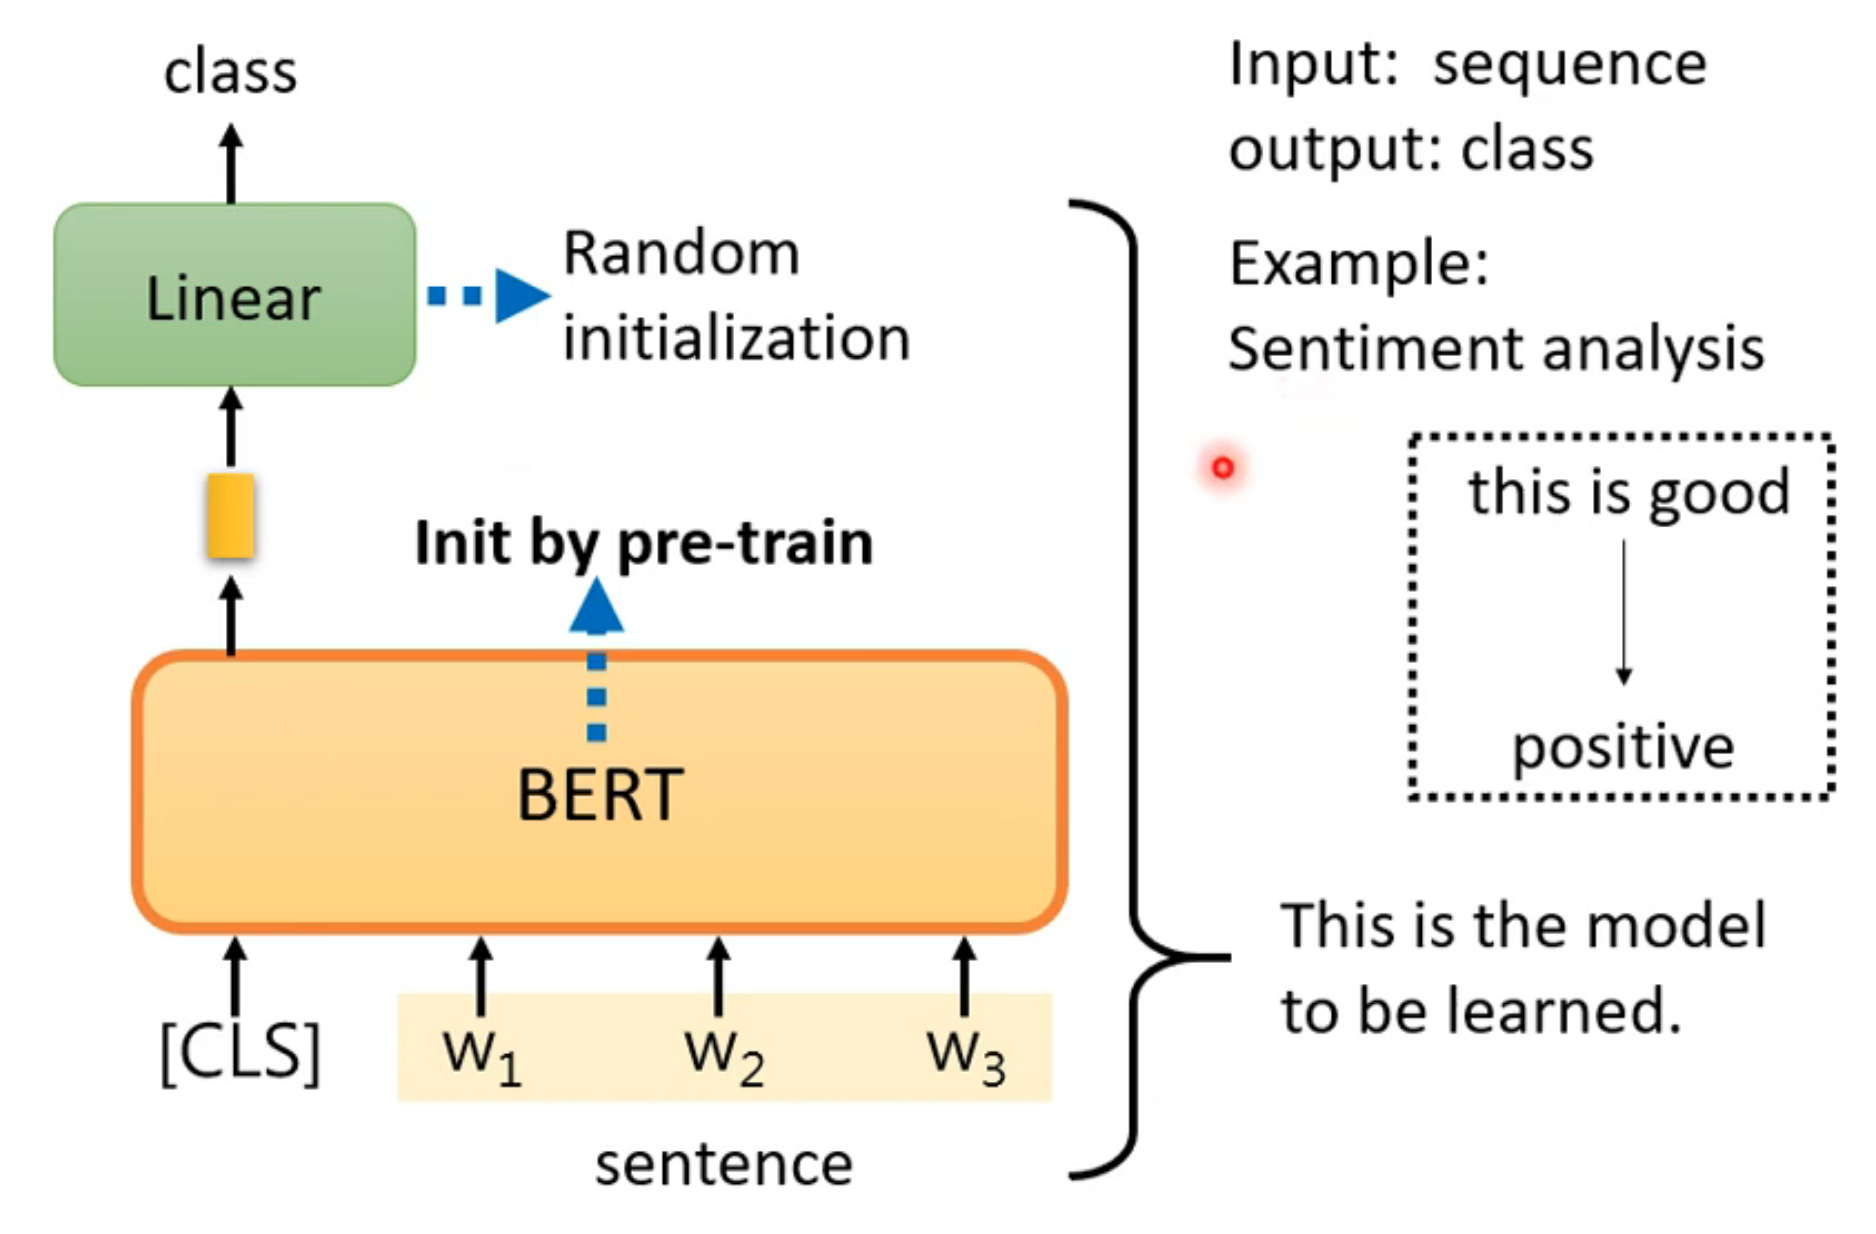 class
Linear
Random
initialization
Init by pre-train
BERT
[CLS]
w₁
w₂
w₃
sentence
Input:  sequence
output: class
Example:
Sentiment analysis
this is good
positive
This is the model
to be learned.